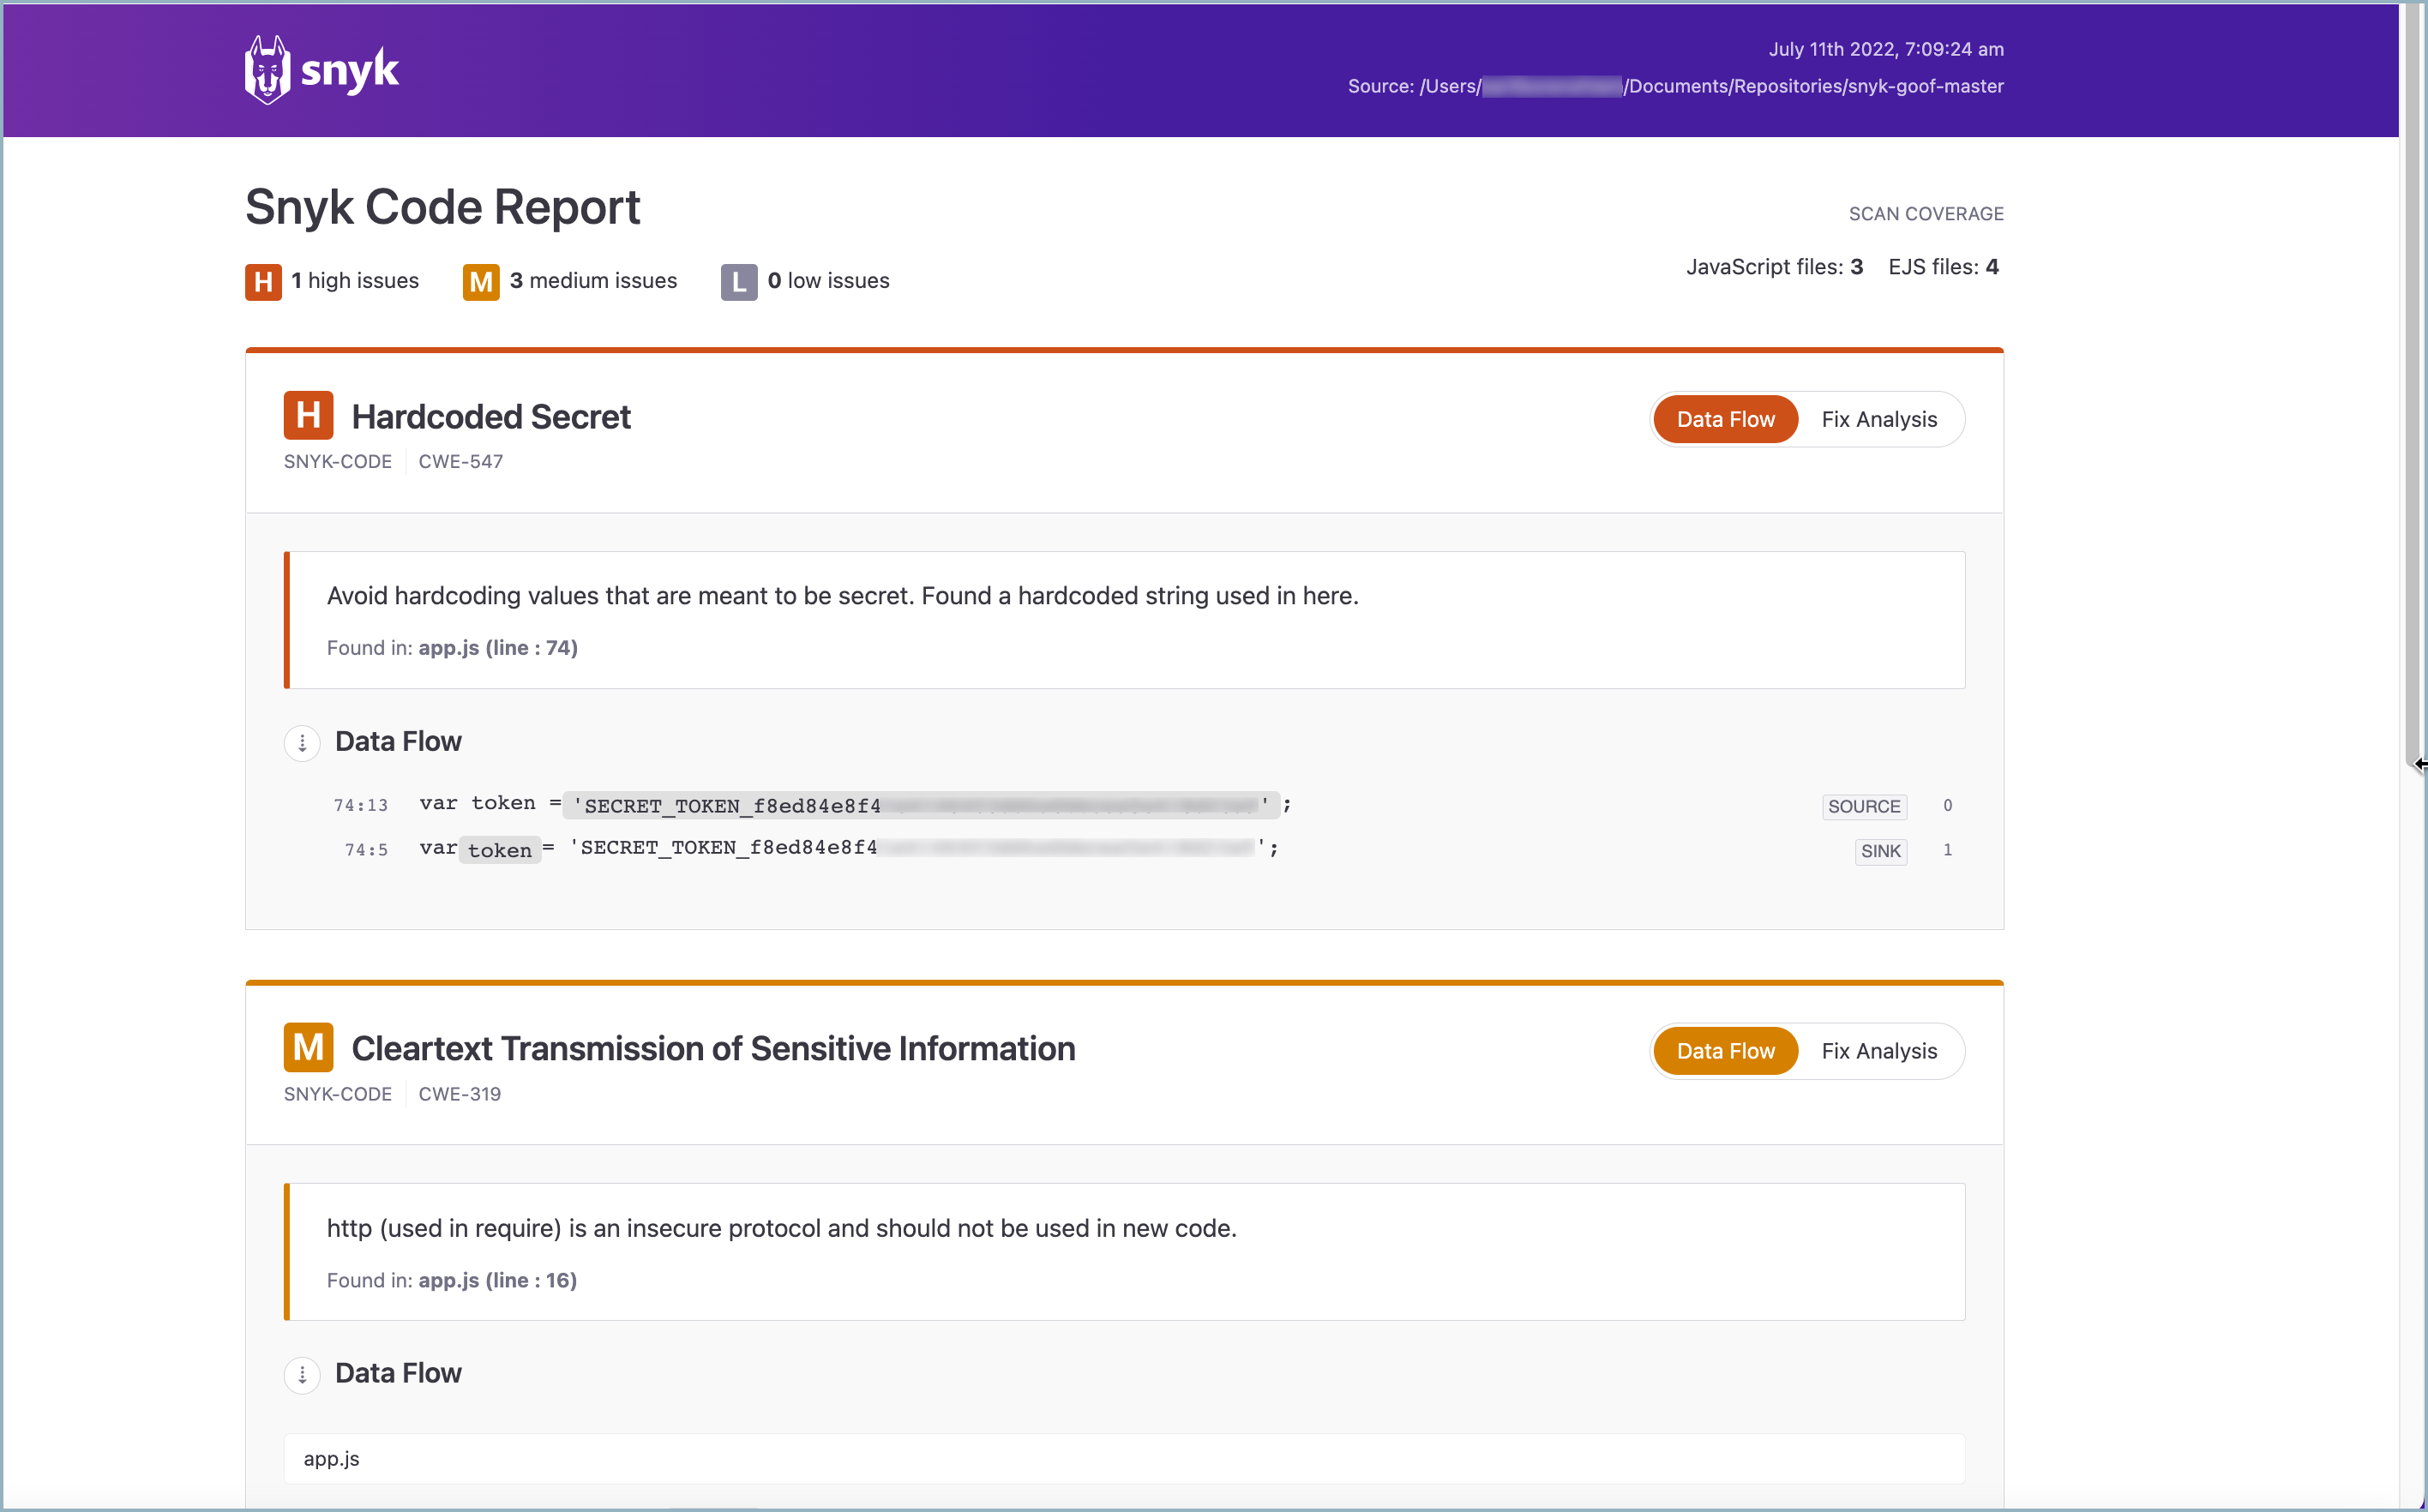 snyk
July 11th 2022, 7:09:24 am
Source: /Users/ /Documents/Repositories/snyk-goof-master
Snyk Code Report
SCAN COVERAGE
H 1 high issues M 3 medium issues L 0 low issues
JavaScript files: 3 EJS files: 4
H Hardcoded Secret
Data Flow Fix Analysis
SNYK-CODE CWE-547
Avoid hardcoding values that are meant to be secret. Found a hardcoded string used in here.
Found in: app.js (line : 74)
Data Flow
74:13 var token = 'SECRET_TOKEN_f8ed84e8f4 '; SOURCE 0
74:5 var token = 'SECRET_TOKEN_f8ed84e8f4 '; SINK 1
M Cleartext Transmission of Sensitive Information
Data Flow Fix Analysis
SNYK-CODE CWE-319
http (used in require) is an insecure protocol and should not be used in new code.
Found in: app.js (line : 16)
Data Flow
app.js